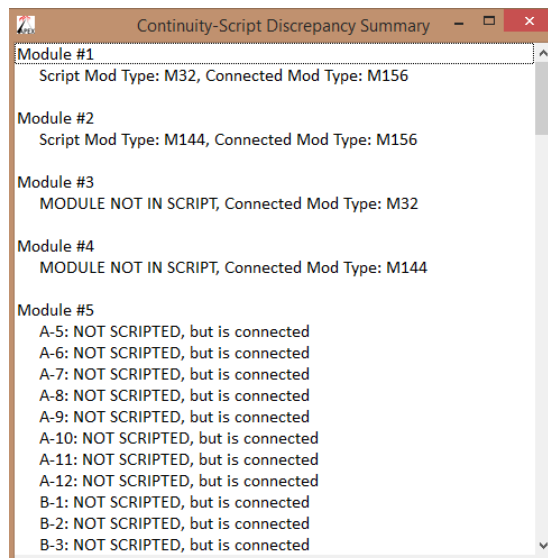 Continuity-Script Discrepancy Summary
Module #1
Script Mod Type: M32, Connected Mod Type: M156
Module #2
Script Mod Type: M144, Connected Mod Type: M156
Module #3
MODULE NOT IN SCRIPT, Connected Mod Type: M32
Module #4
MODULE NOT IN SCRIPT, Connected Mod Type: M144
Module #5
A-5: NOT SCRIPTED, but is connected
A-6: NOT SCRIPTED, but is connected
A-7: NOT SCRIPTED, but is connected
A-8: NOT SCRIPTED, but is connected
A-9: NOT SCRIPTED, but is connected
A-10: NOT SCRIPTED, but is connected
A-11: NOT SCRIPTED, but is connected
A-12: NOT SCRIPTED, but is connected
B-1: NOT SCRIPTED, but is connected
B-2: NOT SCRIPTED, but is connected
B-3: NOT SCRIPTED, but is connected